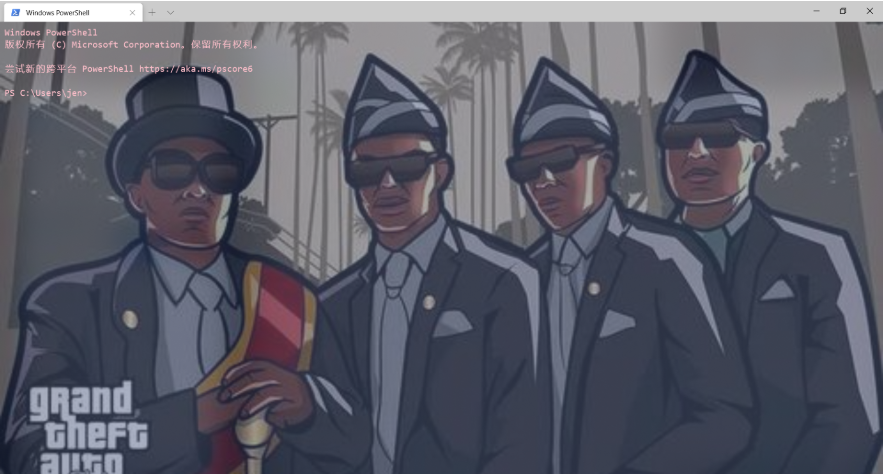 Windows PowerShell
Windows PowerShell
版权所有 (C) Microsoft Corporation。保留所有权利。
尝试新的跨平台 PowerShell https://aka.ms/pscore6
PS C:\Users\jen>
grand
theft
auto